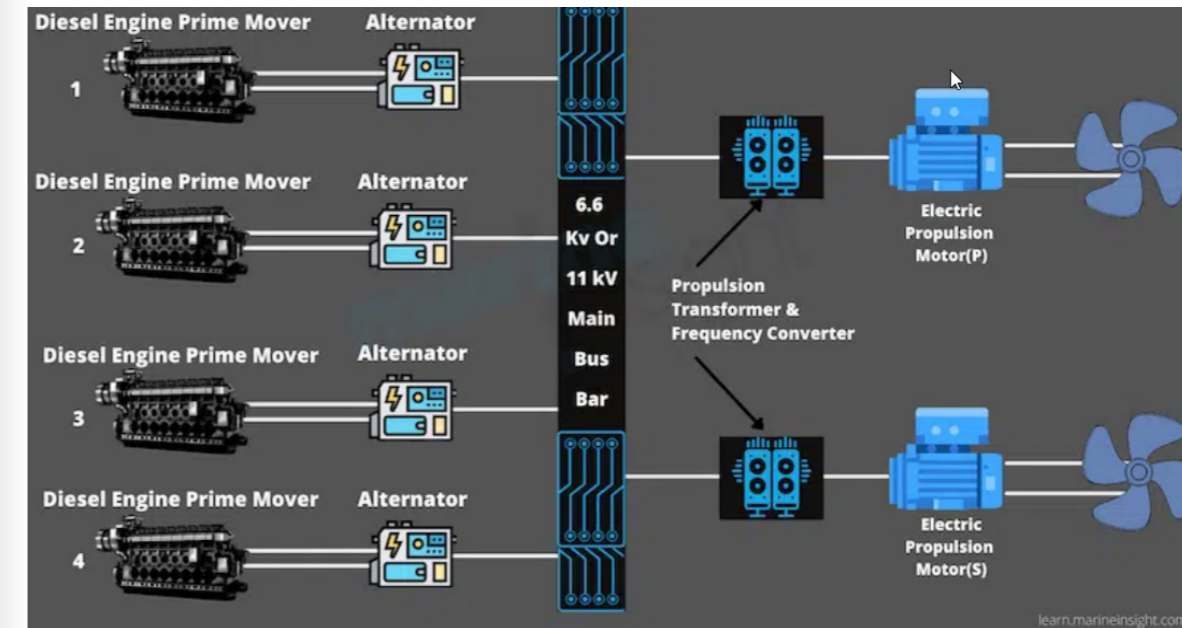 Diesel Engine Prime Mover
Alternator
1
Diesel Engine Prime Mover
Alternator
2
Diesel Engine Prime Mover
Alternator
3
Diesel Engine Prime Mover
Alternator
4
6.6
Kv Or
11 kV
Main
Bus
Bar
Propulsion
Transformer &
Frequency Converter
Electric
Propulsion
Motor(P)
Electric
Propulsion
Motor(S)
learn.marineinsight.com